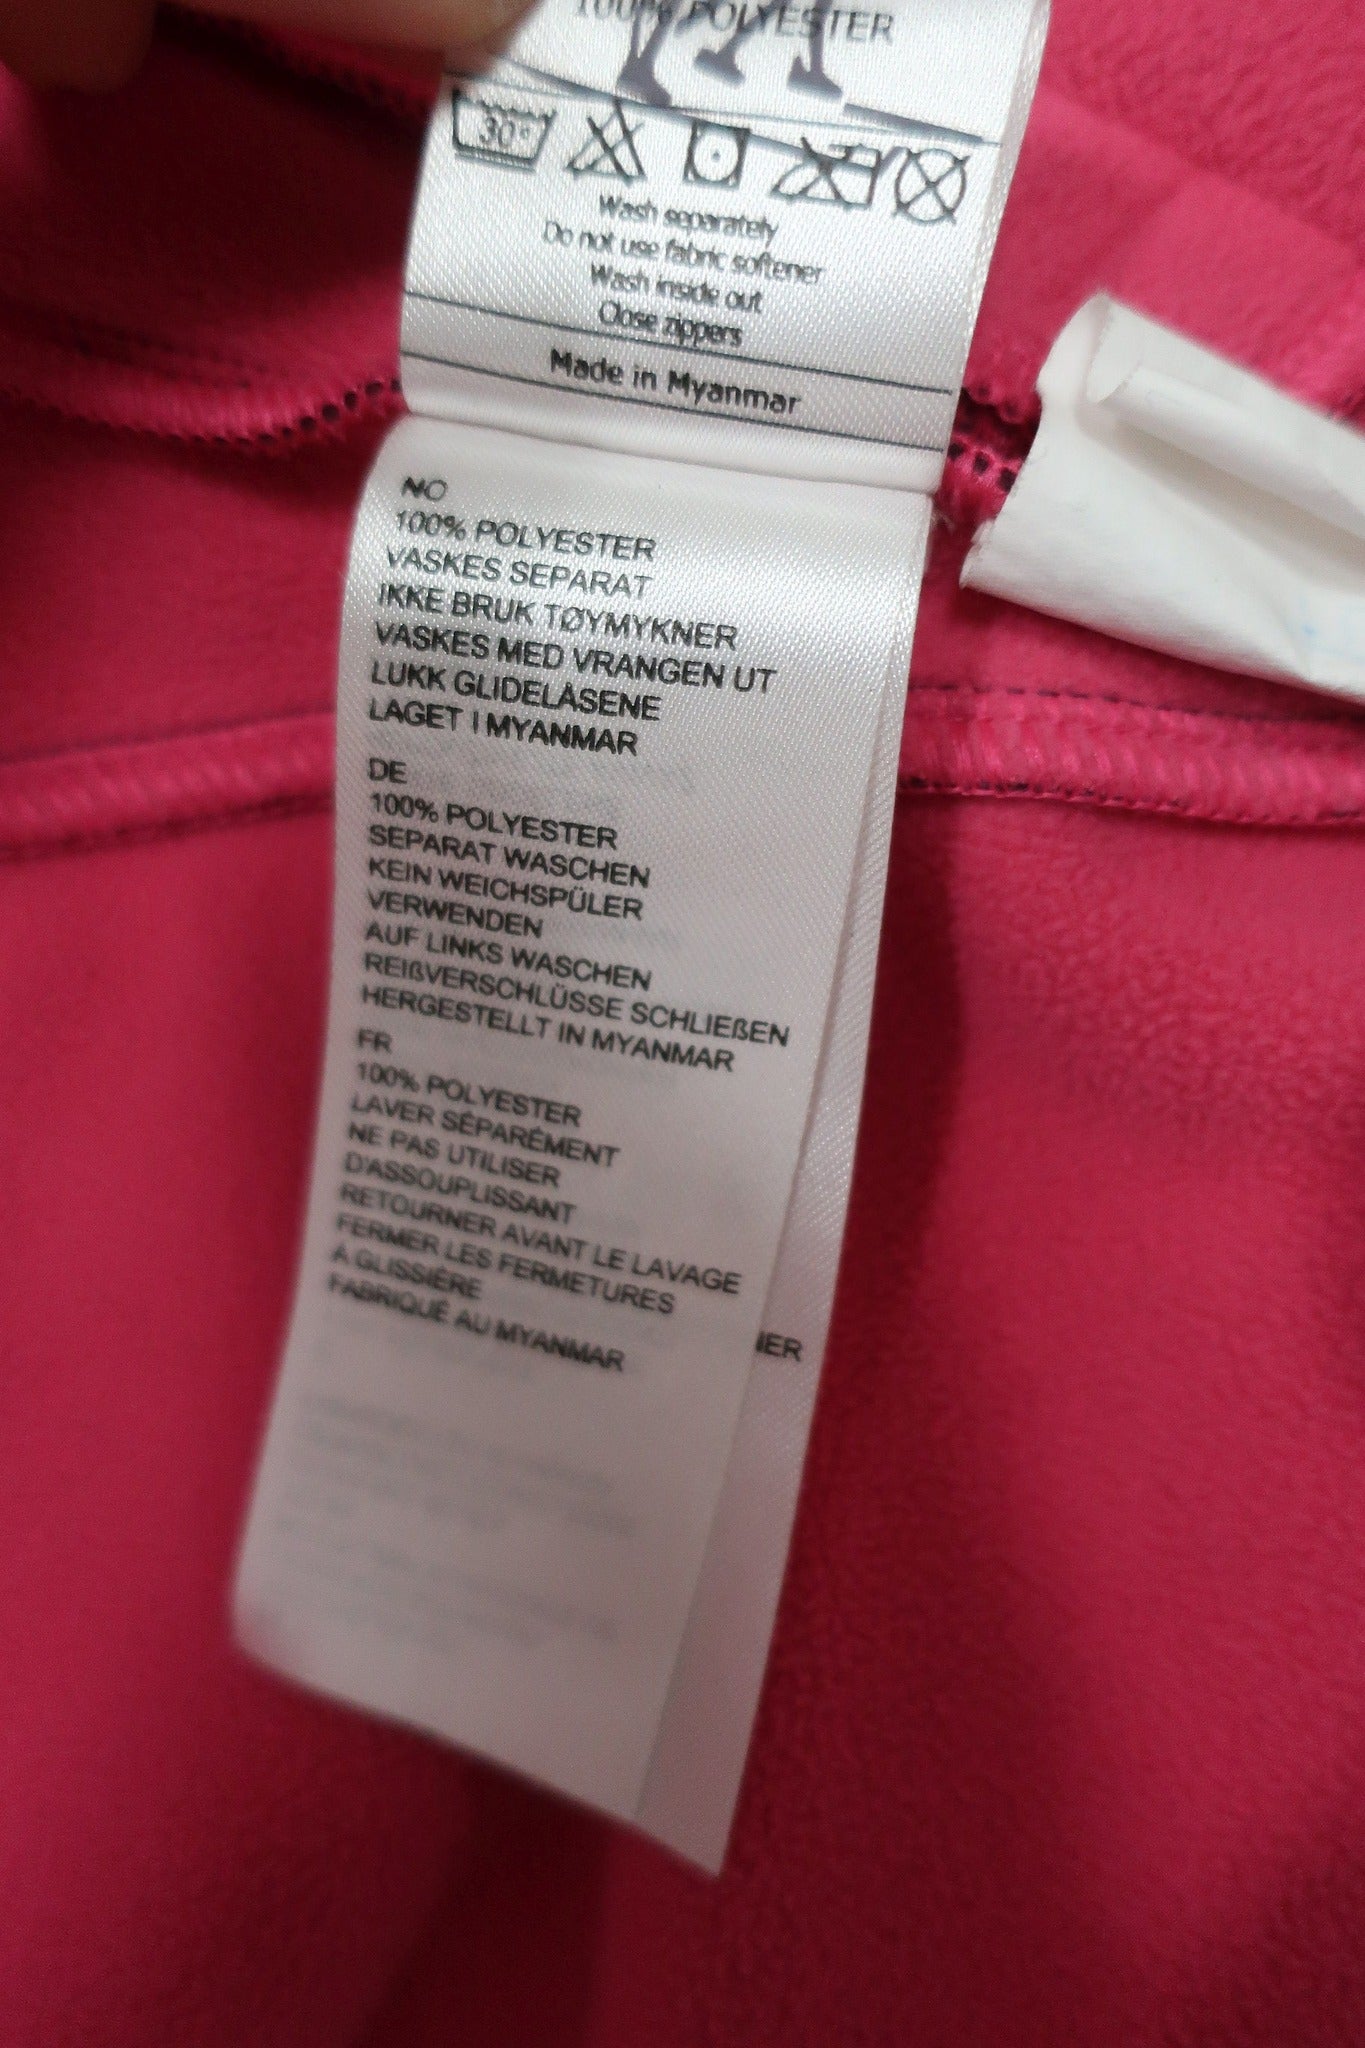 100% POLYESTER
30°
Wash separately
Do not use fabric softener
Wash inside out
Close zippers
Made in Myanmar
NO
100% POLYESTER
VASKES SEPARAT
IKKE BRUK TØYMYKNER
VASKES MED VRANGEN UT
LUKK GLIDELÅSENE
LAGET I MYANMAR
DE
100% POLYESTER
SEPARAT WASCHEN
KEIN WEICHSPÜLER
VERWENDEN
AUF LINKS WASCHEN
REIßVERSCHLÜSSE SCHLIEßEN
HERGESTELLT IN MYANMAR
FR
100% POLYESTER
LAVER SÉPARÉMENT
NE PAS UTILISER
D'ASSOUPLISSANT
RETOURNER AVANT LE LAVAGE
FERMER LES FERMETURES
À GLISSIÈRE
FABRIQUÉ AU MYANMAR